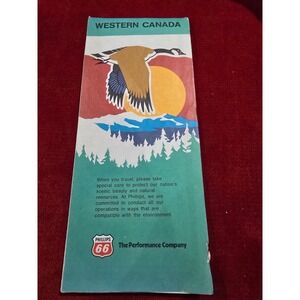 WESTERN CANADA
When you travel, please take
special care to protect our nation's
scenic beauty and natural
resources. At Phillips, we are
committed to conduct all our
operations in ways that are
compatible with the environment.
PHILLIPS
66
The Performance Company